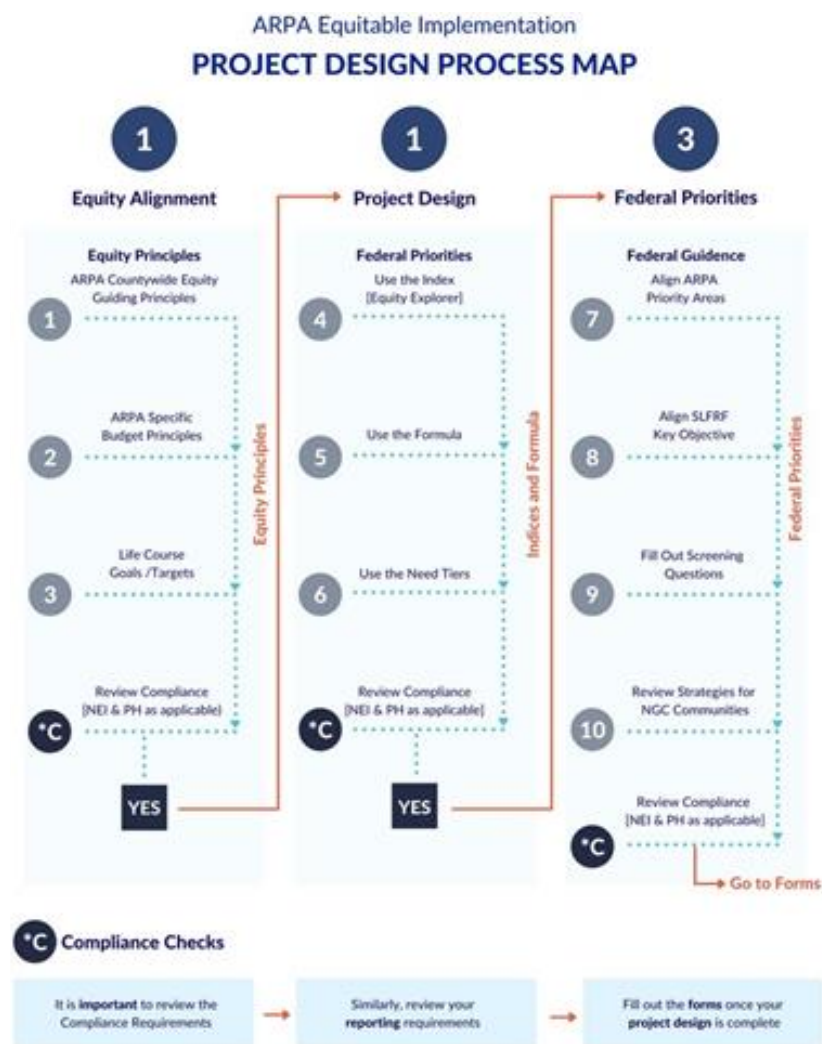 ARPA Equitable Implementation
PROJECT DESIGN PROCESS MAP
1
Equity Alignment
Equity Principles
ARPA Countywide Equity
Guiding Principles
1
ARPA Specific
Budget Principles
2
Life Course
Goals /Targets
3
Review Compliance
[NEI & PH as applicable)
*C
YES
Equity Principles
1
Project Design
Federal Priorities
Use the Index
[Equity Explorer]
4
Use the Formula
5
Use the Need Tiers
6
Review Compliance
[NEI & PH as applicable]
*C
YES
Indices and Formula
3
Federal Priorities
Federal Guidance
Align ARPA
Priority Areas
7
Align SLFRF
Key Objective
8
Fill Out Screening
Questions
9
Review Strategies for
NGC Communities
10
Review Compliance
[NEI & PH as applicable]
*C
Go to Forms
Federal Priorities
*C Compliance Checks
It is important to review the
Compliance Requirements
Similarly, review your
reporting requirements
Fill out the forms once your
project design is complete